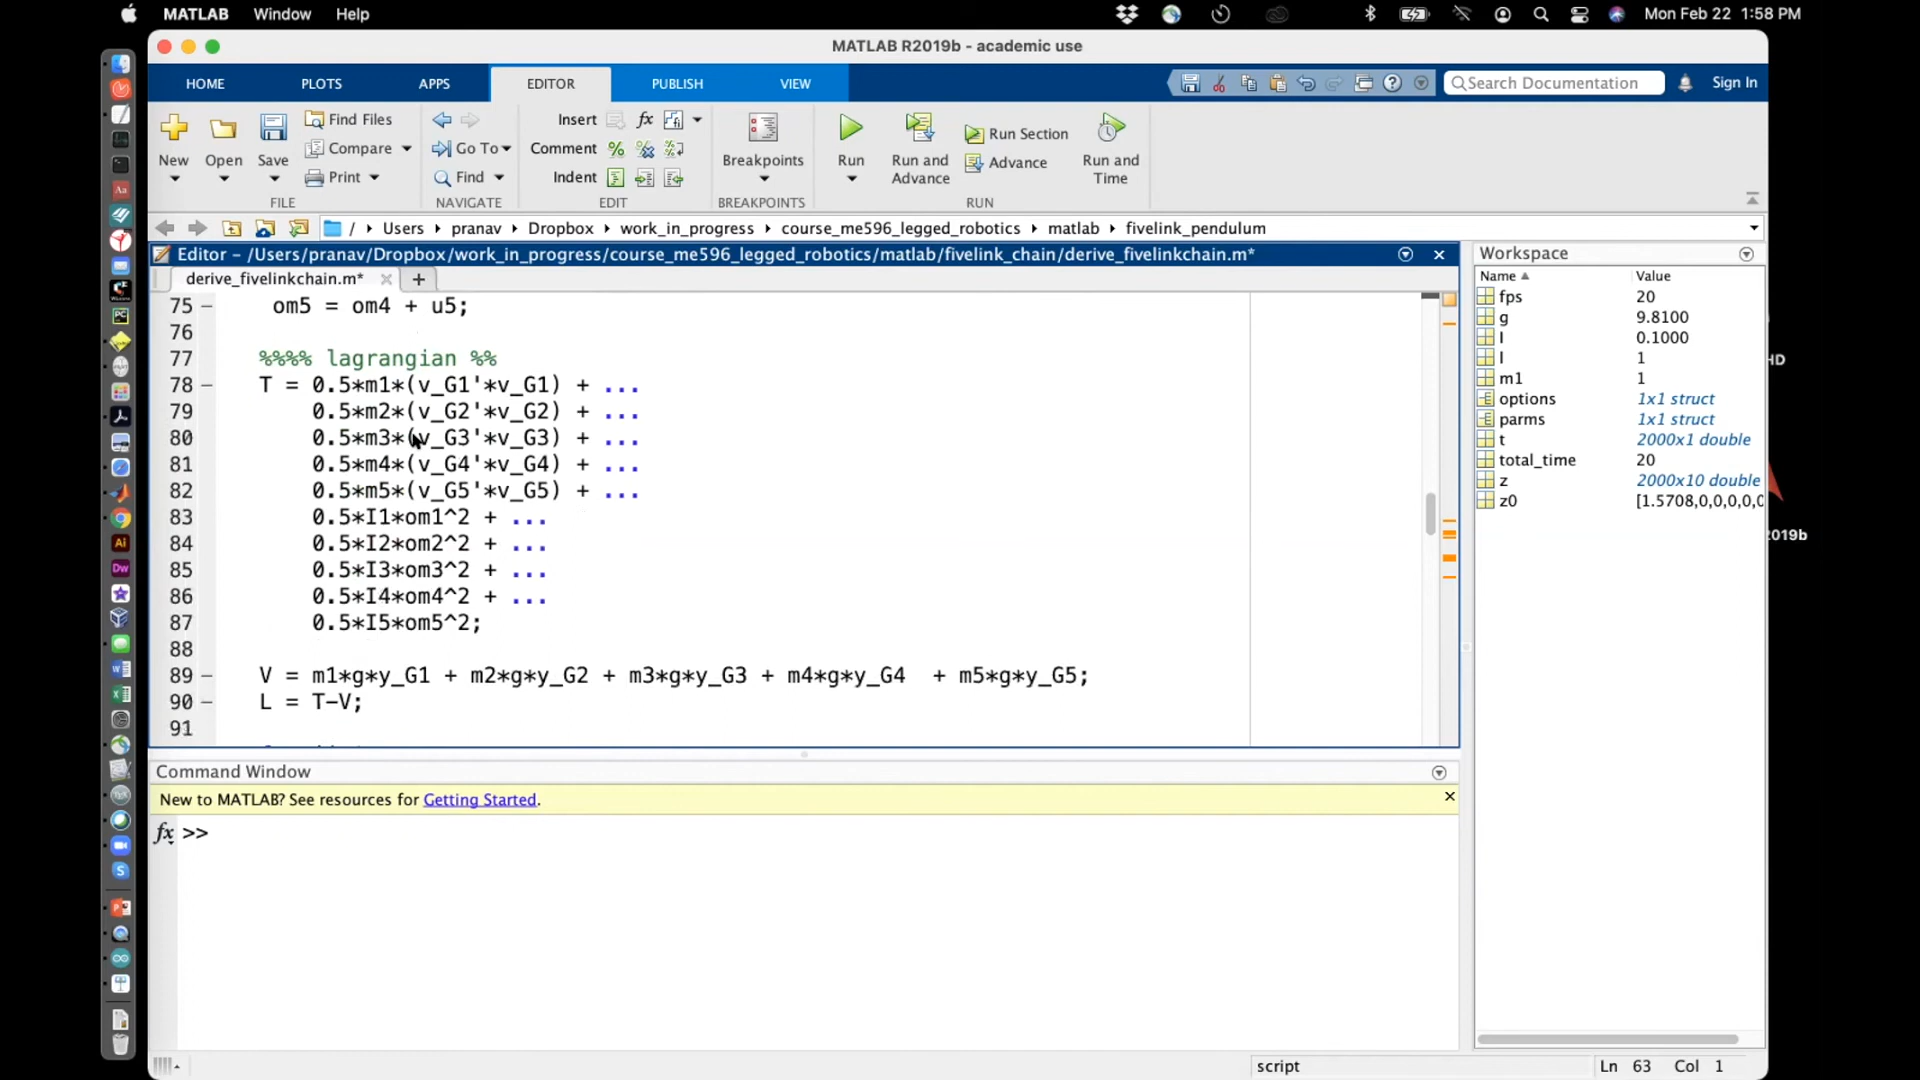 MATLAB Window Help Mon Feb 22 1:58 PM
MATLAB R2019b - academic use
HOME PLOTS APPS EDITOR PUBLISH VIEW Search Documentation Sign In
New Open Save Find Files Compare Print
Go To Find
Insert fx
Comment %
Indent
Breakpoints
Run Run and Advance Run Section Advance Run and Time
FILE NAVIGATE EDIT BREAKPOINTS RUN
/ Users pranav Dropbox work_in_progress course_me596_legged_robotics matlab fivelink_pendulum
Editor - /Users/pranav/Dropbox/work_in_progress/course_me596_legged_robotics/matlab/fivelink_chain/derive_fivelinkchain.m*
derive_fivelinkchain.m* × +
75 – om5 = om4 + u5;
76
77 %%%% lagrangian %%
78 – T = 0.5*m1*(v_G1'*v_G1) + ...
79 0.5*m2*(v_G2'*v_G2) + ...
80 0.5*m3*(v_G3'*v_G3) + ...
81 0.5*m4*(v_G4'*v_G4) + ...
82 0.5*m5*(v_G5'*v_G5) + ...
83 0.5*I1*om1^2 + ...
84 0.5*I2*om2^2 + ...
85 0.5*I3*om3^2 + ...
86 0.5*I4*om4^2 + ...
87 0.5*I5*om5^2;
88
89 – V = m1*g*y_G1 + m2*g*y_G2 + m3*g*y_G3 + m4*g*y_G4 + m5*g*y_G5;
90 – L = T-V;
91
Command Window
New to MATLAB? See resources for Getting Started.
fx >>
Workspace
Name Value
fps 20
g 9.8100
I 0.1000
l 1
m1 1
options 1x1 struct
parms 1x1 struct
t 2000x1 double
total_time 20
z 2000x10 double
z0 [1.5708,0,0,0,0,0
HD
2019b
script Ln 63 Col 1